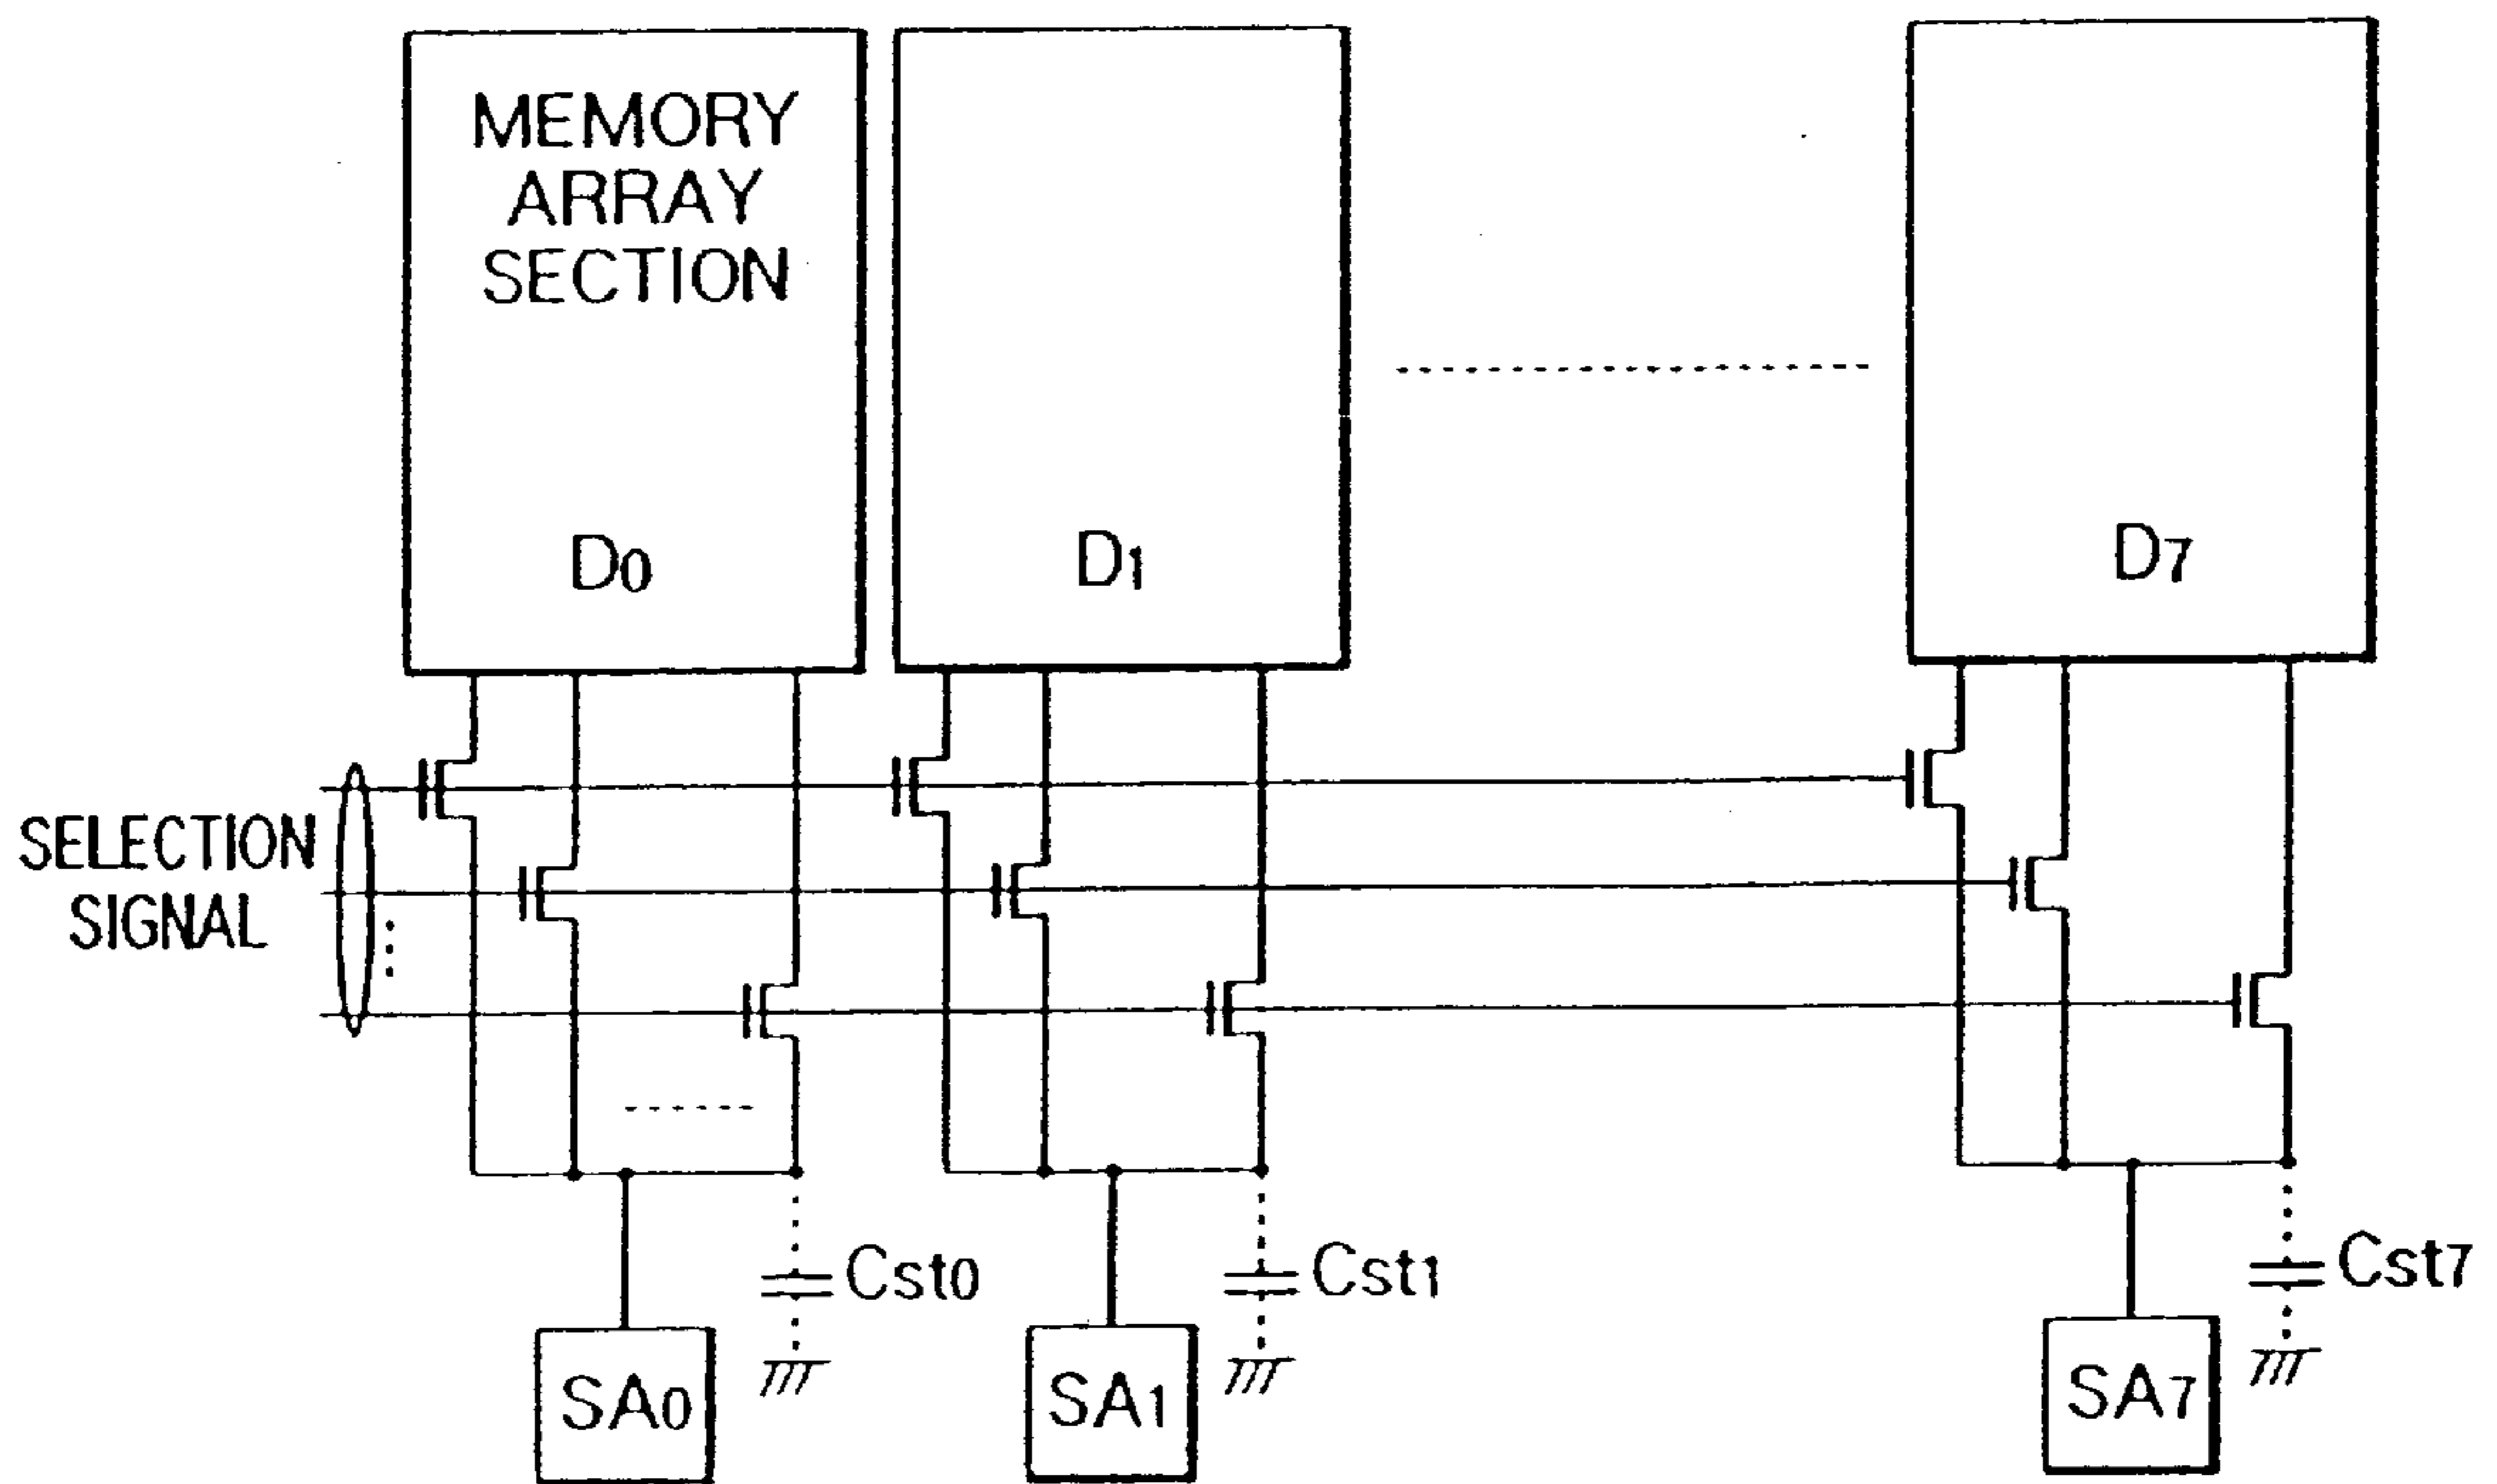 MEMORY
ARRAY
SECTION
D0
D1
D7
SELECTION
SIGNAL
Cst0
Cst1
Cst7
SA0
SA1
SA7